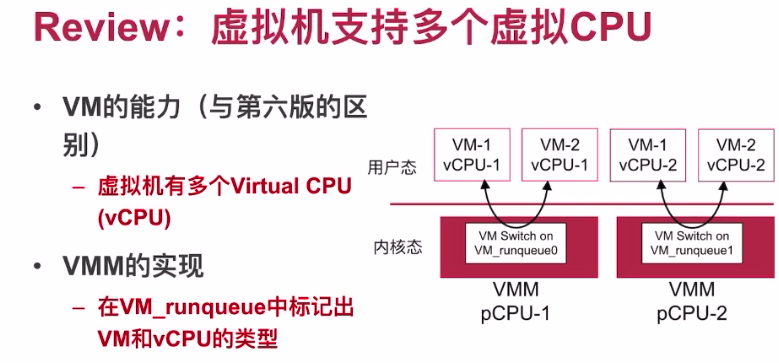 Review：虚拟机支持多个虚拟CPU
• VM的能力（与第六版的区
别）
– 虚拟机有多个Virtual CPU
(vCPU)
• VMM的实现
– 在VM_runqueue中标记出
VM和vCPU的类型
用户态
VM-1
vCPU-1
VM-2
vCPU-1
VM-1
vCPU-2
VM-2
vCPU-2
内核态
VM Switch on
VM_runqueue0
VM Switch on
VM_runqueue1
VMM
pCPU-1
VMM
pCPU-2